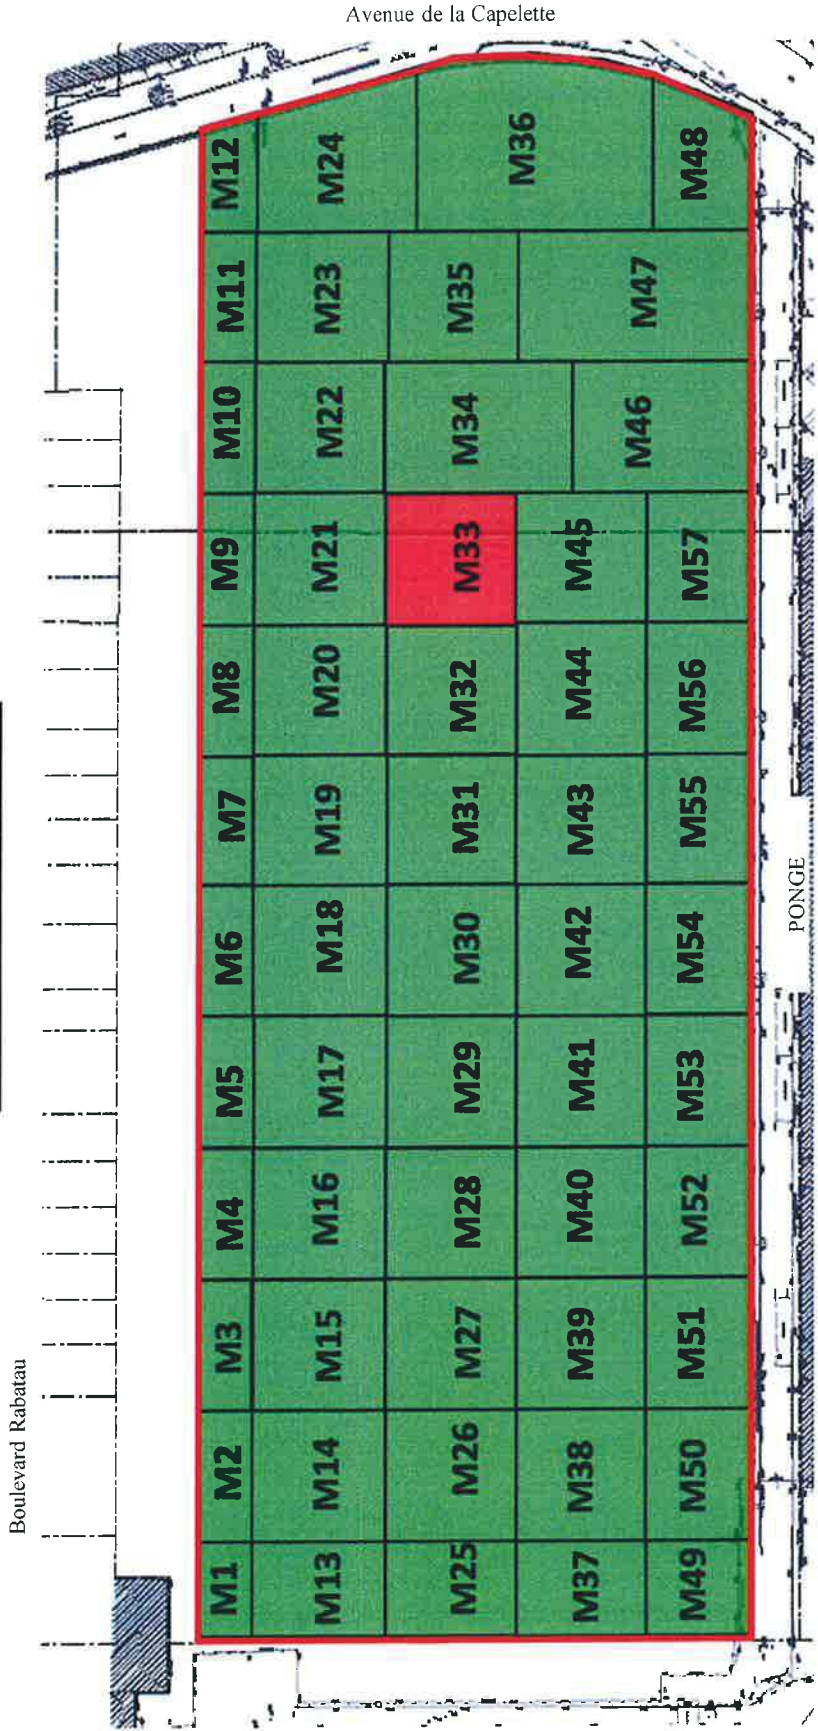 Avenue de la Capelette
Boulevard Rabatau
M1 M2 M3 M4 M5 M6 M7 M8 M9 M10 M11 M12
M13 M14 M15 M16 M17 M18 M19 M20 M21 M22 M23 M24
M25 M26 M27 M28 M29 M30 M31 M32 M33 M34 M35 M36
M37 M38 M39 M40 M41 M42 M43 M44 M45 M46 M47 M48
M49 M50 M51 M52 M53 M54 M55 M56 M57
PONGE